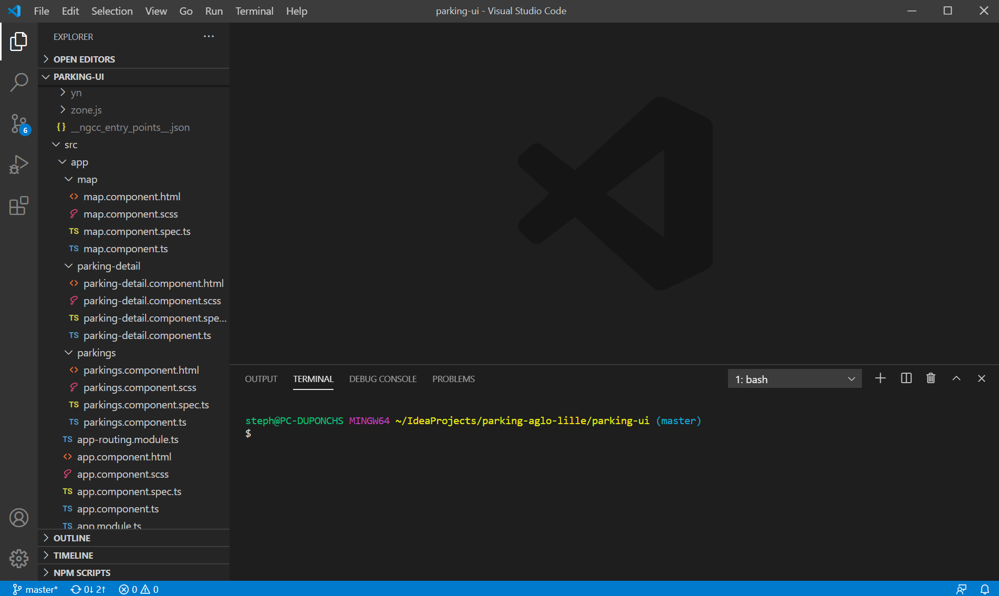 File Edit Selection View Go Run Terminal Help parking-ui - Visual Studio Code
EXPLORER
OPEN EDITORS
PARKING-UI
yn
zone.js
{} __ngcc_entry_points__.json
src
app
map
<> map.component.html
map.component.scss
TS map.component.spec.ts
TS map.component.ts
parking-detail
<> parking-detail.component.html
parking-detail.component.scss
TS parking-detail.component.spe...
TS parking-detail.component.ts
parkings
<> parkings.component.html
parkings.component.scss
TS parkings.component.spec.ts
TS parkings.component.ts
TS app-routing.module.ts
<> app.component.html
app.component.scss
TS app.component.spec.ts
TS app.component.ts
TS app.module.ts
OUTLINE
TIMELINE
NPM SCRIPTS
6
OUTPUT TERMINAL DEBUG CONSOLE PROBLEMS 1: bash
steph@PC-DUPONCHS MINGW64 ~/IdeaProjects/parking-aglo-lille/parking-ui (master)
$
master* 0↓ 2↑ 0 0